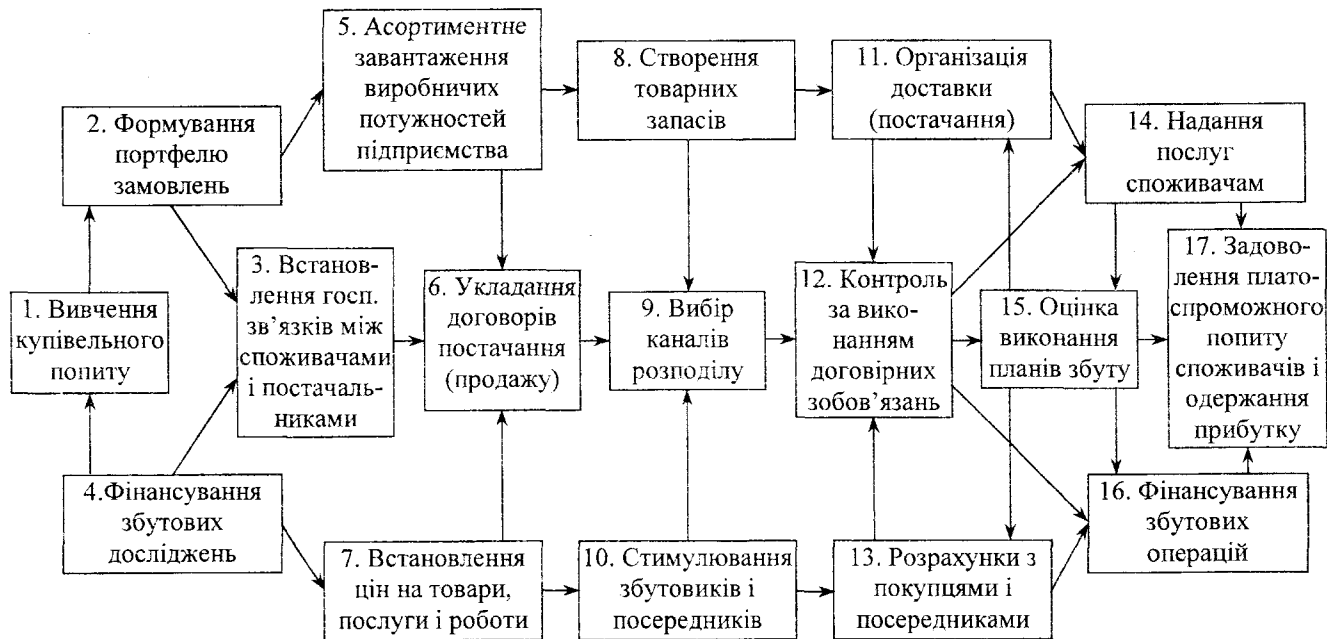 1. Вивчення
купівельного
попиту
2. Формування
портфелю
замовлень
3. Встанов-
лення госп.
зв’язків між
споживачами
і постачаль-
никами
4.Фінансування
збутових
досліджень
5. Асортиментне
завантаження
виробничих
потужностей
підприємства
6. Укладання
договорів
постачання
(продажу)
7. Встановлення
цін на товари,
послуги і роботи
8. Створення
товарних
запасів
9. Вибір
каналів
розподілу
10. Стимулювання
збутовиків і
посередників
11. Організація
доставки
(постачання)
12. Контроль
за вико-
нанням
договірних
зобов’язань
13. Розрахунки з
покупцями і
посередниками
14. Надання
послуг
споживачам
15. Оцінка
виконання
планів збуту
16. Фінансування
збутових
операцій
17. Задово-
лення плато-
спроможного
попиту
споживачів і
одержання
прибутку